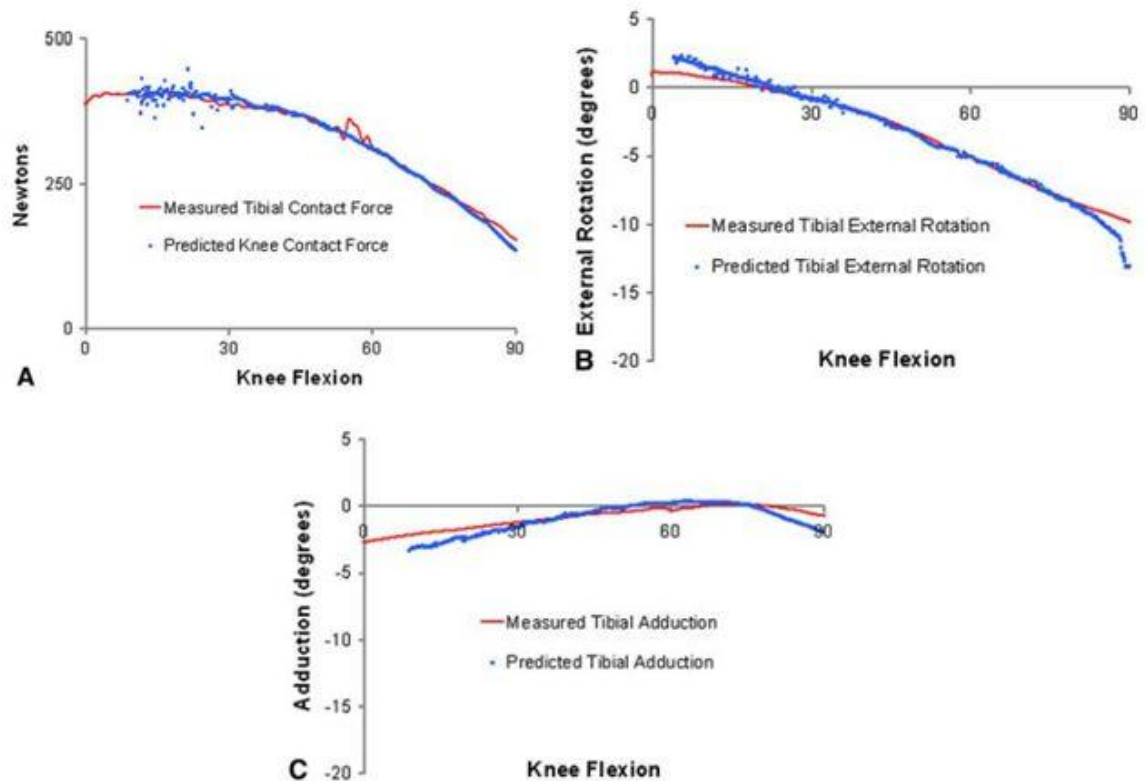 500
250
0
0 30 60 90
Newtons
Measured Tibial Contact Force
Predicted Knee Contact Force
Knee Flexion
A
5
0
-5
-10
-15
-20
0 30 60 90
External Rotation (degrees)
Measured Tibial External Rotation
Predicted Tibial External Rotation
Knee Flexion
B
5
0
-5
-10
-15
-20
0 30 60 90
Adduction (degrees)
Measured Tibial Adduction
Predicted Tibial Adduction
Knee Flexion
C